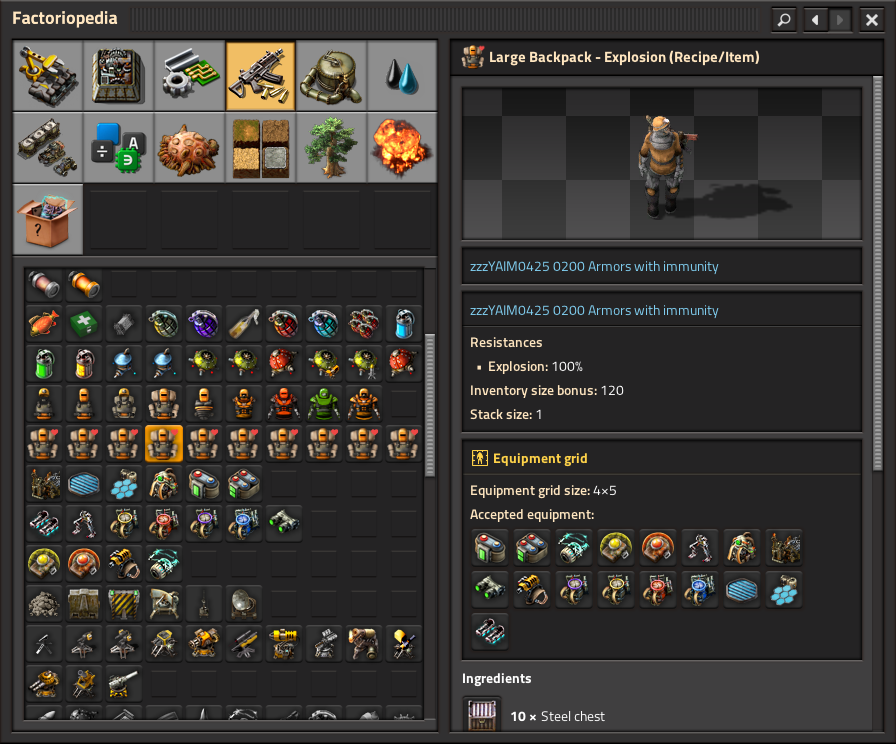 Factoriopedia
Large Backpack - Explosion (Recipe/Item)
÷ A
?
zzzYAIM0425 0200 Armors with immunity
zzzYAIM0425 0200 Armors with immunity
Resistances
• Explosion: 100%
Inventory size bonus: 120
Stack size: 1
Equipment grid
Equipment grid size: 4×5
Accepted equipment:
Ingredients
10 × Steel chest